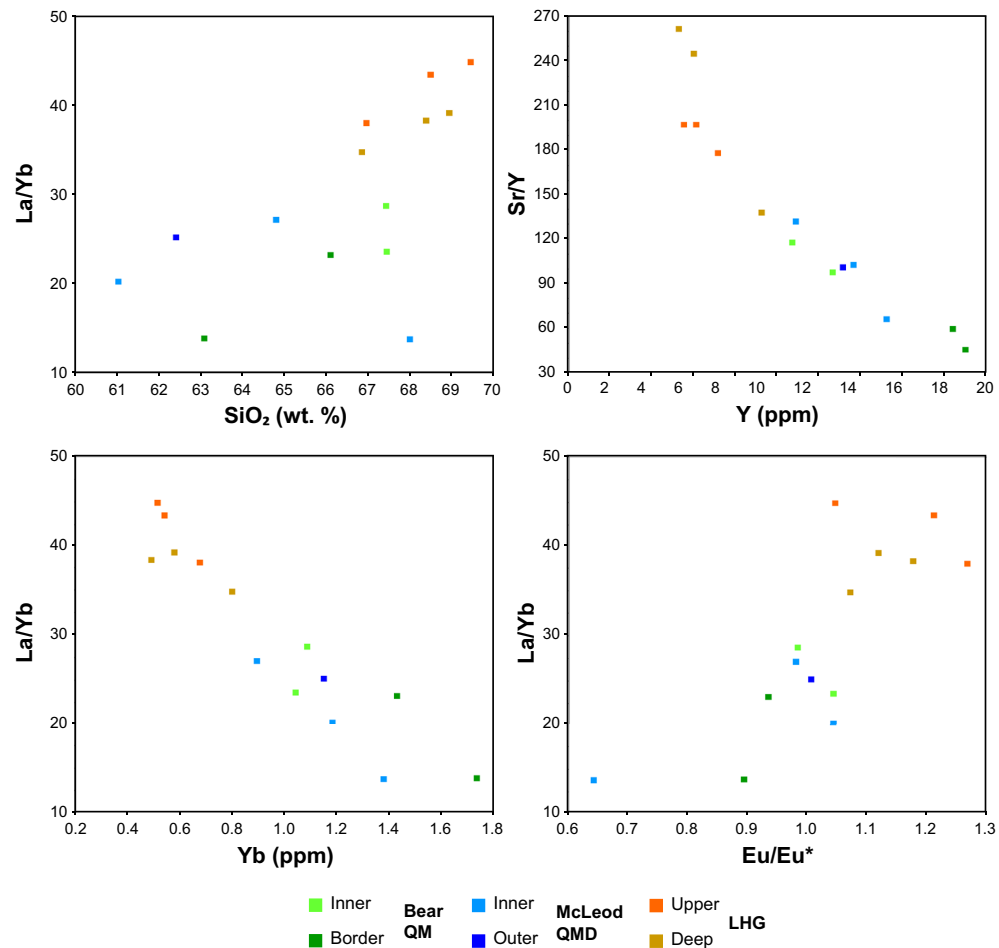 50
40
30
20
10
La/Yb
60 61 62 63 64 65 66 67 68 69 70
SiO₂ (wt. %)
270
240
210
180
150
120
90
60
30
Sr/Y
0 2 4 6 8 10 12 14 16 18 20
Y (ppm)
50
40
30
20
10
La/Yb
0.2 0.4 0.6 0.8 1.0 1.2 1.4 1.6 1.8
Yb (ppm)
50
40
30
20
10
La/Yb
0.6 0.7 0.8 0.9 1.0 1.1 1.2 1.3
Eu/Eu*
Inner
Border
Bear
QM
Inner
Outer
McLeod
QMD
Upper
Deep
LHG